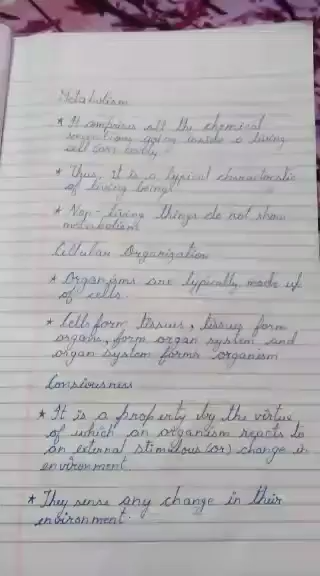 Metabolism
* It comprises all the chemical
reactions going inside a living
cell (or) body.
* Thus, it is a typical characteristic
of living beings
* Non-living things do not show
metabolism
Cellular Organization
* Organisms are typically made up
of cells.
* Cells form tissues, tissues form
organs, form organ system and
organ system forms organism
Consciousness
* It is a property by the virtue
of which an organism reacts to
an external stimulous (or) change in
environment
* They sense any change in their
environment.